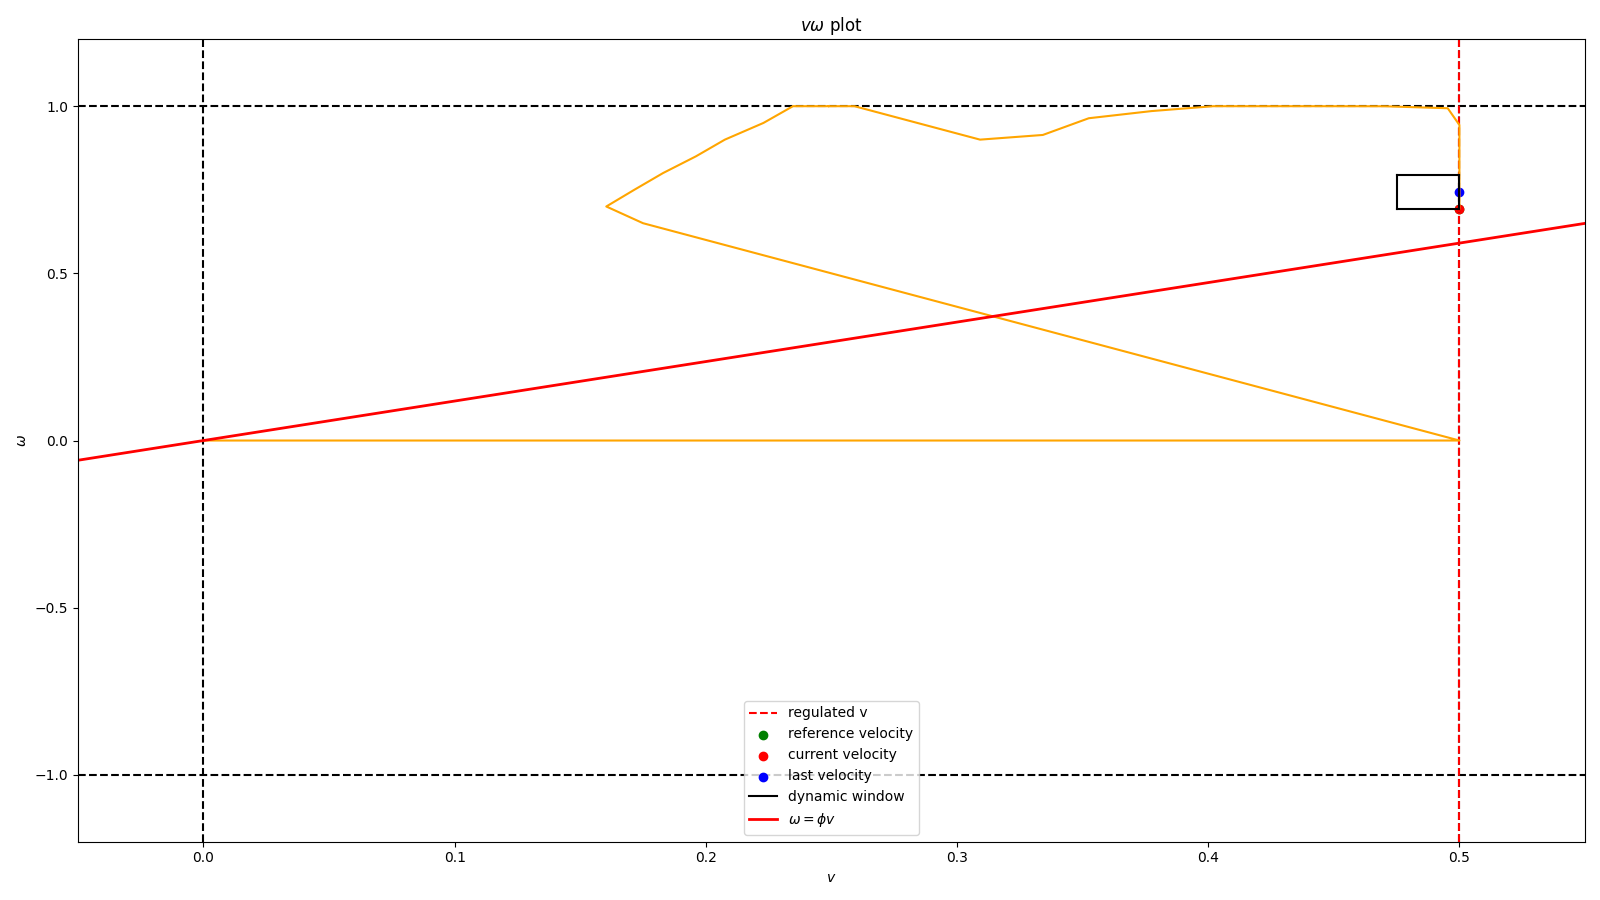 vω plot
1.0
0.5
0.0
−0.5
−1.0
ω
0.0 0.1 0.2 0.3 0.4 0.5
v
regulated v
reference velocity
current velocity
last velocity
dynamic window
ω = ϕv